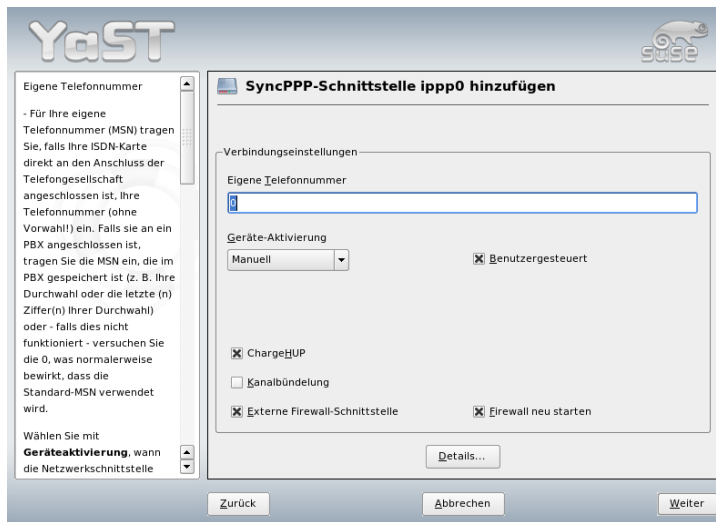 YaST
SUSE
Eigene Telefonnummer
- Für Ihre eigene
Telefonnummer (MSN) tragen
Sie, falls Ihre ISDN-Karte
direkt an den Anschluss der
Telefongesellschaft
angeschlossen ist, Ihre
Telefonnummer (ohne
Vorwahl!) ein. Falls sie an ein
PBX angeschlossen ist,
tragen Sie die MSN ein, die im
PBX gespeichert ist (z. B. Ihre
Durchwahl oder die letzte (n)
Ziffer(n) Ihrer Durchwahl)
oder - falls dies nicht
funktioniert - versuchen Sie
die 0, was normalerweise
bewirkt, dass die
Standard-MSN verwendet
wird.
Wählen Sie mit
Geräteaktivierung, wann
die Netzwerkschnittstelle
SyncPPP-Schnittstelle ippp0 hinzufügen
Verbindungseinstellungen
Eigene Telefonnummer
0
Geräte-Aktivierung
Manuell
Benutzergesteuert
ChargeHUP
Kanalbündelung
Externe Firewall-Schnittstelle
Firewall neu starten
Details...
Zurück
Abbrechen
Weiter